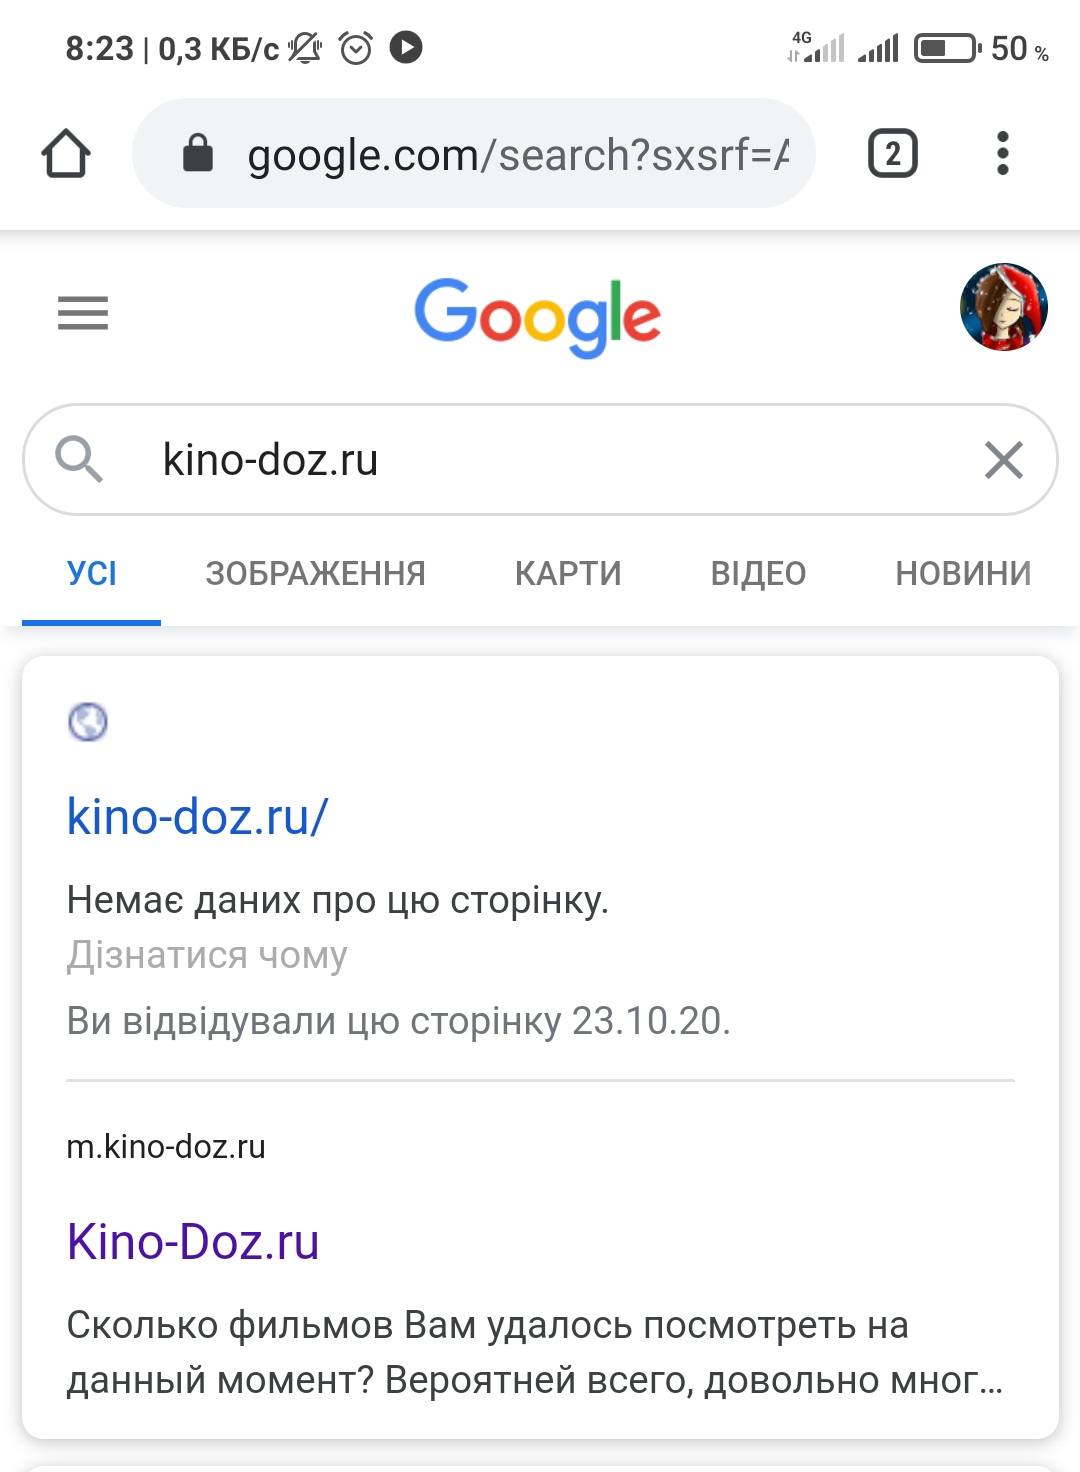 8:23 | 0,3 КБ/с
4G
50 %
google.com/search?sxsrf=A
2
Google
kino-doz.ru
УСІ ЗОБРАЖЕННЯ КАРТИ ВІДЕО НОВИНИ
kino-doz.ru/
Немає даних про цю сторінку.
Дізнатися чому
Ви відвідували цю сторінку 23.10.20.
m.kino-doz.ru
Kino-Doz.ru
Сколько фильмов Вам удалось посмотреть на
данный момент? Вероятней всего, довольно мног...